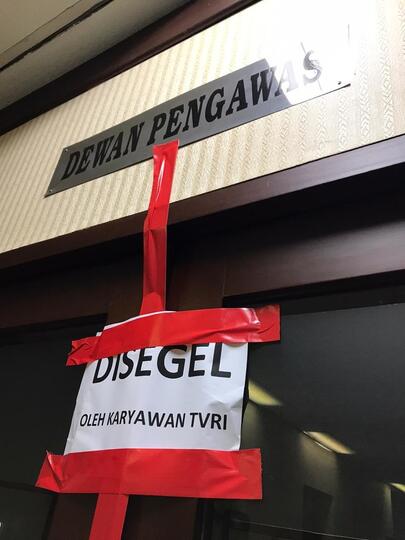 DEWAN PENGAWAS
DISEGEL
OLEH KARYAWAN TVRI